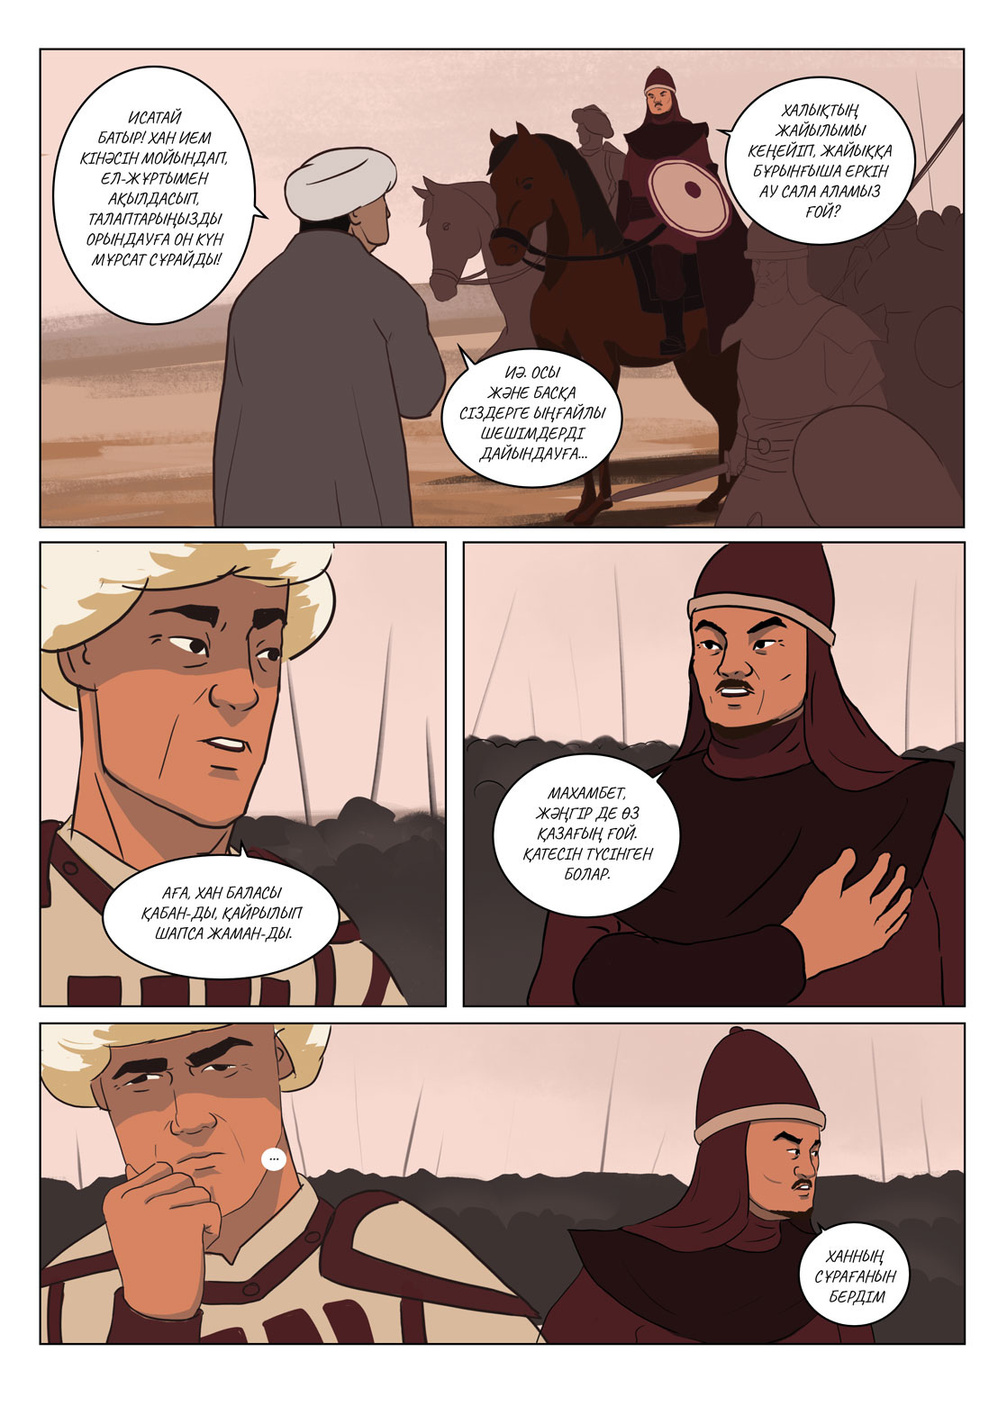 ИСАТАЙ
БАТЫР! ХАН ИЕМ
КІНӘСІН МОЙЫНДАП,
ЕЛ-ЖҰРТЫМЕН
АҚЫЛДАСЫП,
ТАЛАПТАРЫҢЫЗДЫ
ОРЫНДАУҒА ОН КҮН
МҰРСАТ СҰРАЙДЫ!
ХАЛЫҚТЫҢ
ЖАЙЫЛЫМЫ
КЕҢЕЙІП, ЖАЙЫҚҚА
БҰРЫНҒЫША ЕРКІН
АУ САЛА АЛАМЫЗ
ҒОЙ?
ИӘ. ОСЫ
ЖӘНЕ БАСҚА
СІЗДЕРГЕ ЫҢҒАЙЛЫ
ШЕШІМДЕРДІ
ДАЙЫНДАУҒА...
АҒА, ХАН БАЛАСЫ
ҚАБАН-ДЫ, ҚАЙРЫЛЫП
ШАПСА ЖАМАН-ДЫ.
МАХАМБЕТ,
ЖӘҢГІР ДЕ ӨЗ
ҚАЗАҒЫҢ ҒОЙ.
ҚАТЕСІН ТҮСІНГЕН
БОЛАР.
...
ХАННЫҢ
СҰРАҒАНЫН
БЕРДІМ